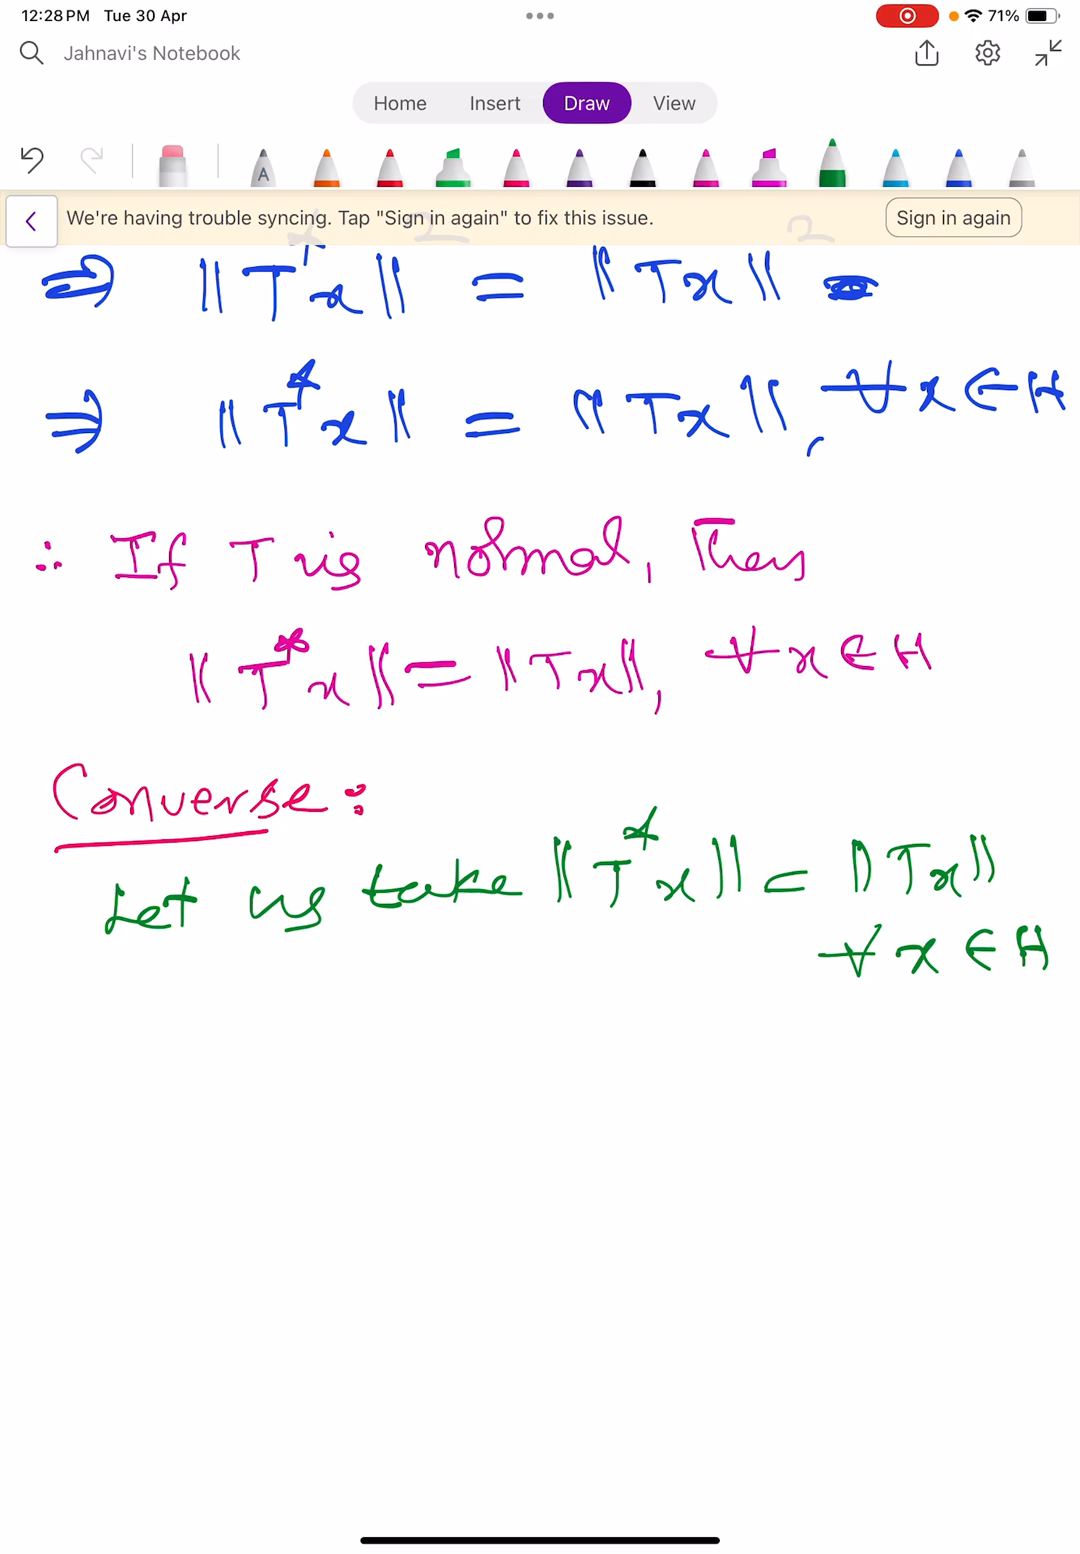 12:28 PM Tue 30 Apr
71%
Jahnavi's Notebook
Home Insert Draw View
A
We're having trouble syncing. Tap "Sign in again" to fix this issue. Sign in again
⇒ ||T*x||² = ||Tx||²
⇒ ||T*x|| = ||Tx||, ∀ x ∈ H
∴ If T is normal, Then
||T*x|| = ||Tx||, ∀ x ∈ H
Converse:
Let us take ||T*x|| = ||Tx||
∀ x ∈ H